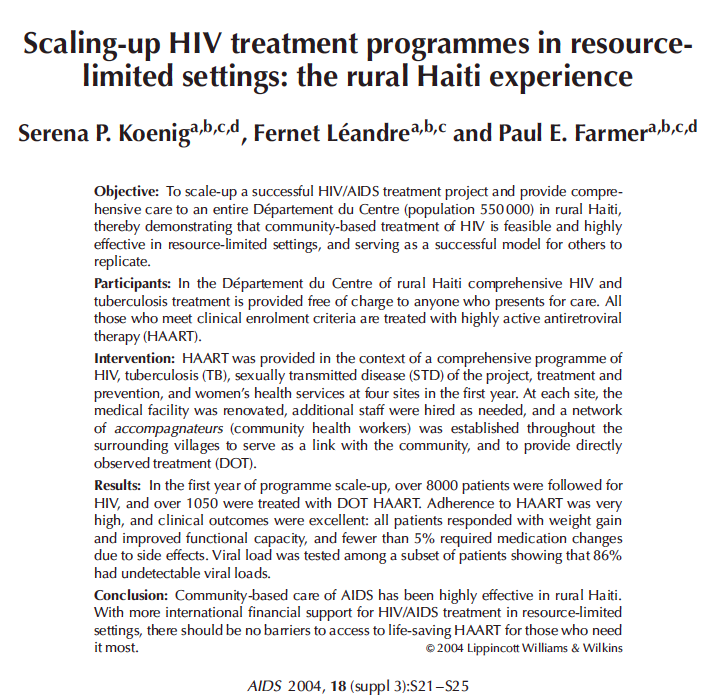 Scaling-up HIV treatment programmes in resource-
limited settings: the rural Haiti experience
Serena P. Koenig^a,b,c,d, Fernet Léandre^a,b,c and Paul E. Farmer^a,b,c,d
Objective: To scale-up a successful HIV/AIDS treatment project and provide compre-
hensive care to an entire Département du Centre (population 550 000) in rural Haiti,
thereby demonstrating that community-based treatment of HIV is feasible and highly
effective in resource-limited settings, and serving as a successful model for others to
replicate.
Participants: In the Département du Centre of rural Haiti comprehensive HIV and
tuberculosis treatment is provided free of charge to anyone who presents for care. All
those who meet clinical enrolment criteria are treated with highly active antiretroviral
therapy (HAART).
Intervention: HAART was provided in the context of a comprehensive programme of
HIV, tuberculosis (TB), sexually transmitted disease (STD) of the project, treatment and
prevention, and women's health services at four sites in the first year. At each site, the
medical facility was renovated, additional staff were hired as needed, and a network
of accompagnateurs (community health workers) was established throughout the
surrounding villages to serve as a link with the community, and to provide directly
observed treatment (DOT).
Results: In the first year of programme scale-up, over 8000 patients were followed for
HIV, and over 1050 were treated with DOT HAART. Adherence to HAART was very
high, and clinical outcomes were excellent: all patients responded with weight gain
and improved functional capacity, and fewer than 5% required medication changes
due to side effects. Viral load was tested among a subset of patients showing that 86%
had undetectable viral loads.
Conclusion: Community-based care of AIDS has been highly effective in rural Haiti.
With more international financial support for HIV/AIDS treatment in resource-limited
settings, there should be no barriers to access to life-saving HAART for those who need
it most. © 2004 Lippincott Williams & Wilkins
AIDS 2004, 18 (suppl 3):S21–S25